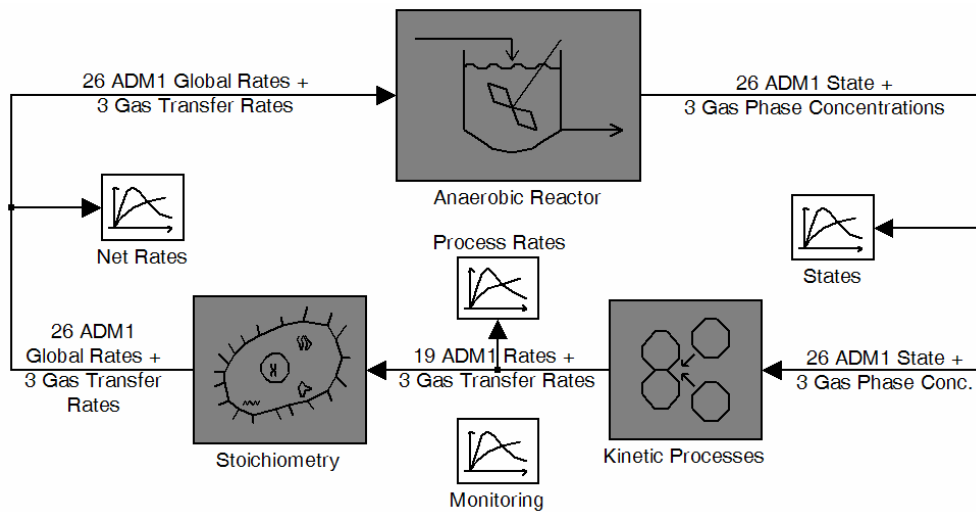 26 ADM1 Global Rates +
3 Gas Transfer Rates
26 ADM1 State +
3 Gas Phase Concentrations
Anaerobic Reactor
Net Rates
Process Rates
States
26 ADM1
Global Rates +
3 Gas Transfer
Rates
19 ADM1 Rates +
3 Gas Transfer Rates
26 ADM1 State +
3 Gas Phase Conc.
K
Stoichiometry
Kinetic Processes
Monitoring